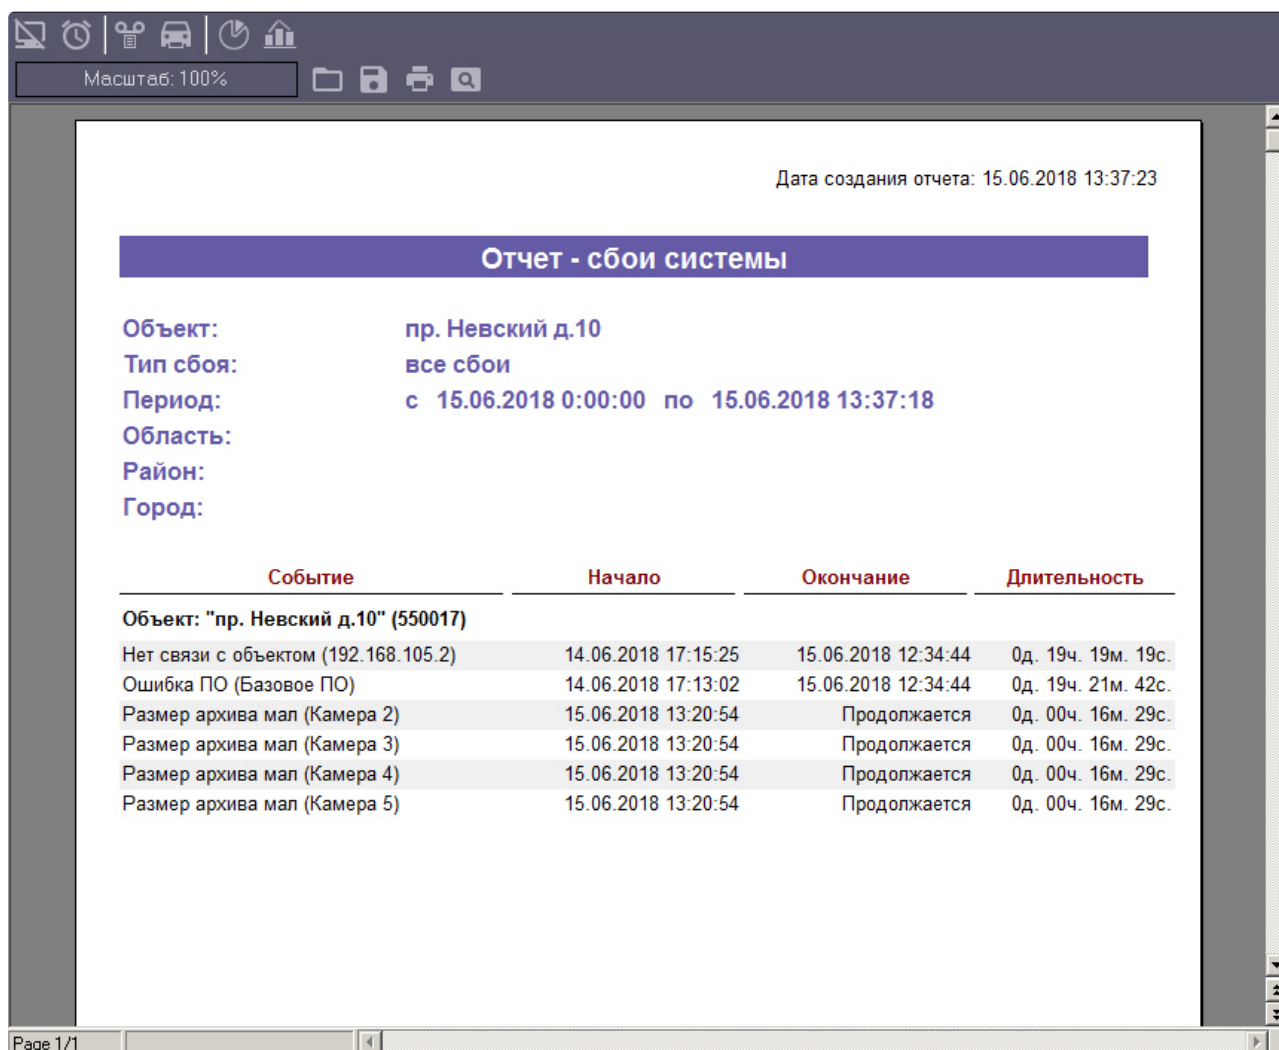 Масштаб: 100%
Дата создания отчета: 15.06.2018 13:37:23
Отчет - сбои системы
Объект: пр. Невский д.10
Тип сбоя: все сбои
Период: с 15.06.2018 0:00:00 по 15.06.2018 13:37:18
Область:
Район:
Город:
Событие Начало Окончание Длительность
Объект: "пр. Невский д.10" (550017)
Нет связи с объектом (192.168.105.2) 14.06.2018 17:15:25 15.06.2018 12:34:44 0д. 19ч. 19м. 19с.
Ошибка ПО (Базовое ПО) 14.06.2018 17:13:02 15.06.2018 12:34:44 0д. 19ч. 21м. 42с.
Размер архива мал (Камера 2) 15.06.2018 13:20:54 Продолжается 0д. 00ч. 16м. 29с.
Размер архива мал (Камера 3) 15.06.2018 13:20:54 Продолжается 0д. 00ч. 16м. 29с.
Размер архива мал (Камера 4) 15.06.2018 13:20:54 Продолжается 0д. 00ч. 16м. 29с.
Размер архива мал (Камера 5) 15.06.2018 13:20:54 Продолжается 0д. 00ч. 16м. 29с.
Page 1/1